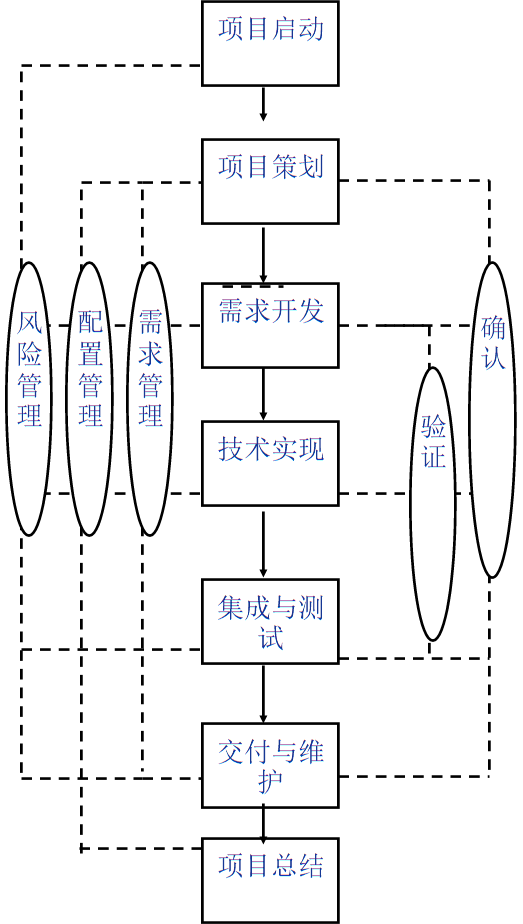 项目启动
项目策划
需求开发
技术实现
集成与测
试
交付与维
护
项目总结
风险管理
配置管理
需求管理
验证
确认